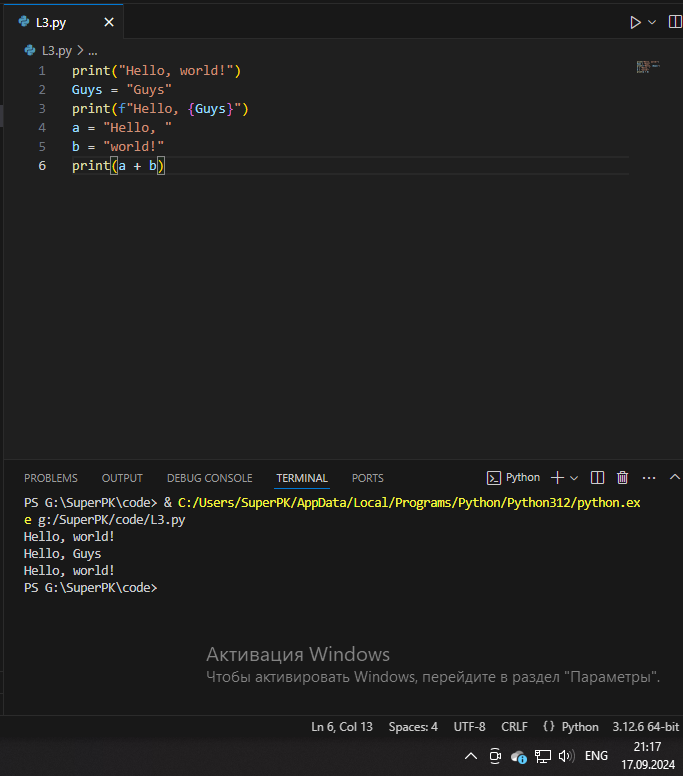 L3.py
L3.py > ...
1 print("Hello, world!")
2 Guys = "Guys"
3 print(f"Hello, {Guys}")
4 a = "Hello, "
5 b = "world!"
6 print(a + b)
PROBLEMS OUTPUT DEBUG CONSOLE TERMINAL PORTS Python
PS G:\SuperPK\code> & C:/Users/SuperPK/AppData/Local/Programs/Python/Python312/python.ex
e g:/SuperPK/code/L3.py
Hello, world!
Hello, Guys
Hello, world!
PS G:\SuperPK\code>
Активация Windows
Чтобы активировать Windows, перейдите в раздел "Параметры".
Ln 6, Col 13 Spaces: 4 UTF-8 CRLF {} Python 3.12.6 64-bit
ENG 21:17
17.09.2024